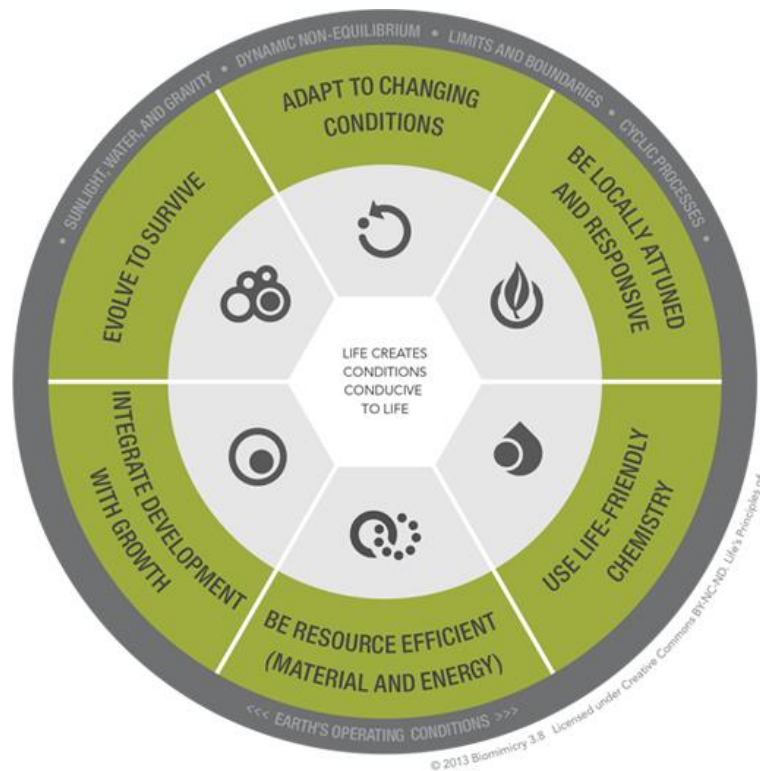 • SUNLIGHT, WATER, AND GRAVITY • DYNAMIC NON-EQUILIBRIUM • LIMITS AND BOUNDARIES • CYCLIC PROCESSES •
ADAPT TO CHANGING
CONDITIONS
BE LOCALLY ATTUNED
AND RESPONSIVE
USE LIFE-FRIENDLY
CHEMISTRY
BE RESOURCE EFFICIENT
(MATERIAL AND ENERGY)
INTEGRATE DEVELOPMENT
WITH GROWTH
EVOLVE TO SURVIVE
LIFE CREATES
CONDITIONS
CONDUCIVE
TO LIFE
<<< EARTH'S OPERATING CONDITIONS >>>
© 2013 Biomimicry 3.8 Licensed under Creative Commons BY-NC-ND. Life's Principles of